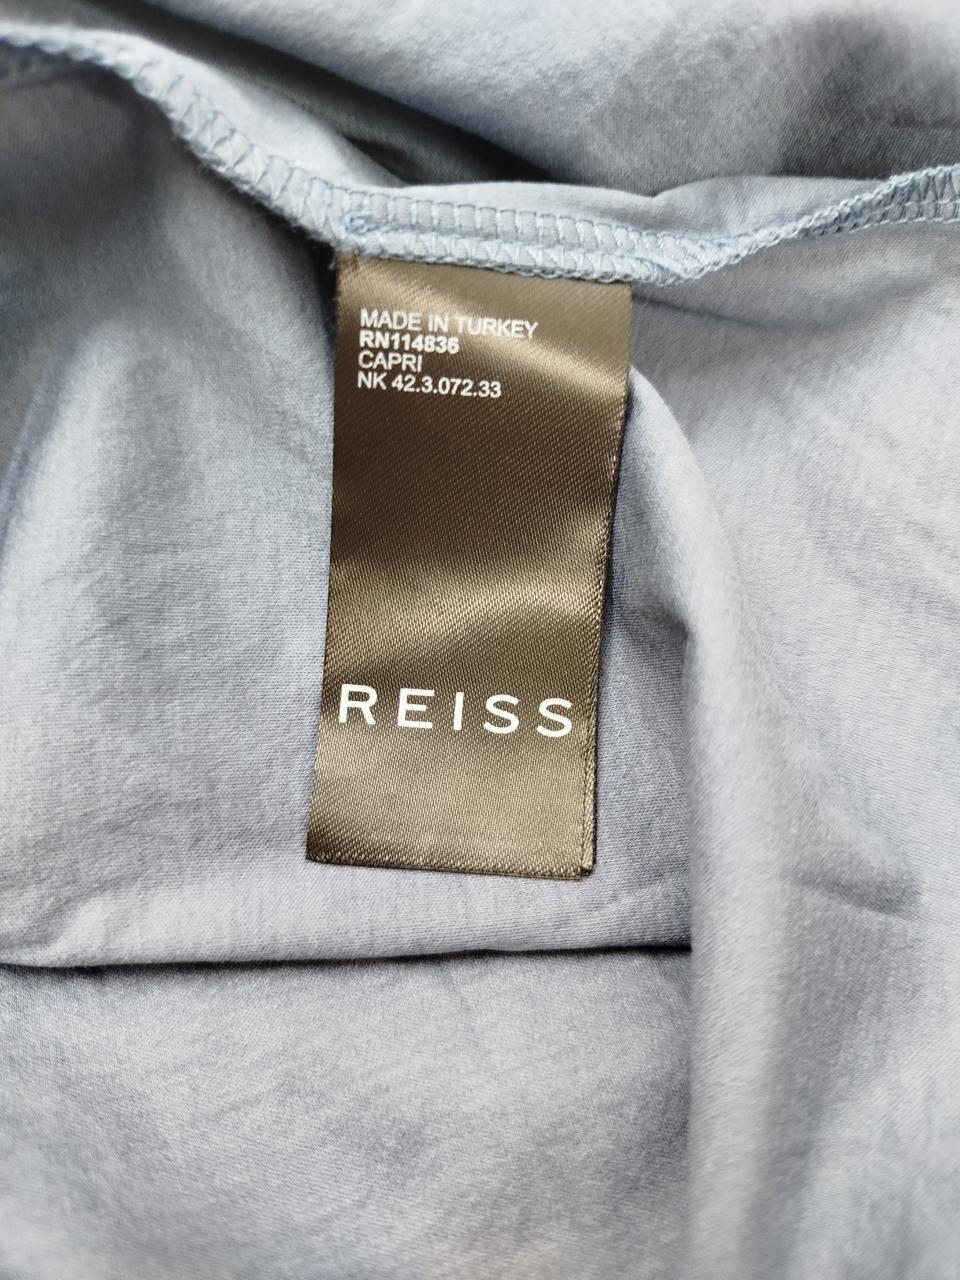 MADE IN TURKEY
RN114836
CAPRI
NK 42.3.072.33
REISS